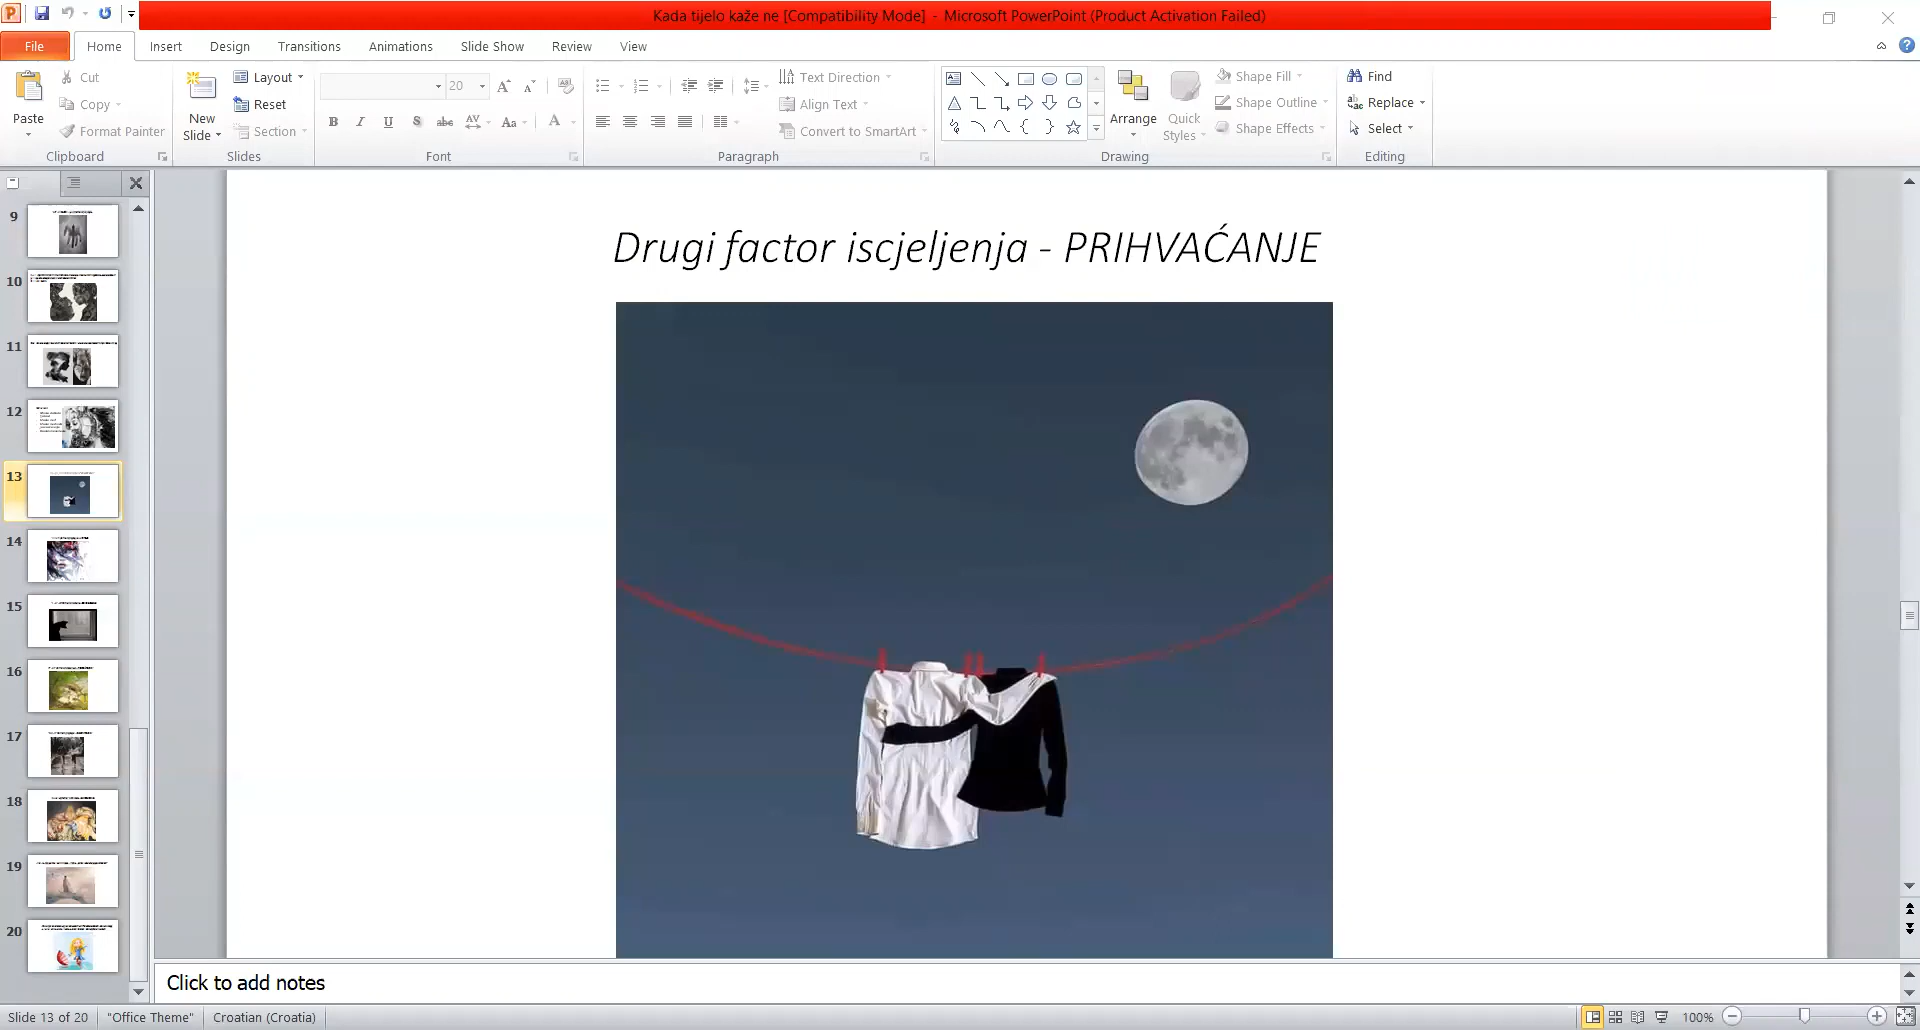 Kada tijelo kaže ne [Compatibility Mode] - Microsoft PowerPoint (Product Activation Failed)
File Home Insert Design Transitions Animations Slide Show Review View
Paste
Cut
Copy
Format Painter
Clipboard
New Slide
Layout
Reset
Section
Slides
20
Font
Text Direction
Align Text
Convert to SmartArt
Paragraph
Arrange
Quick Styles
Shape Fill
Shape Outline
Shape Effects
Drawing
Find
Replace
Select
Editing
9
10
11
12
13
14
15
16
17
18
19
20
Drugi factor iscjeljenja - PRIHVAĆANJE
Click to add notes
Slide 13 of 20 "Office Theme" Croatian (Croatia) 100%